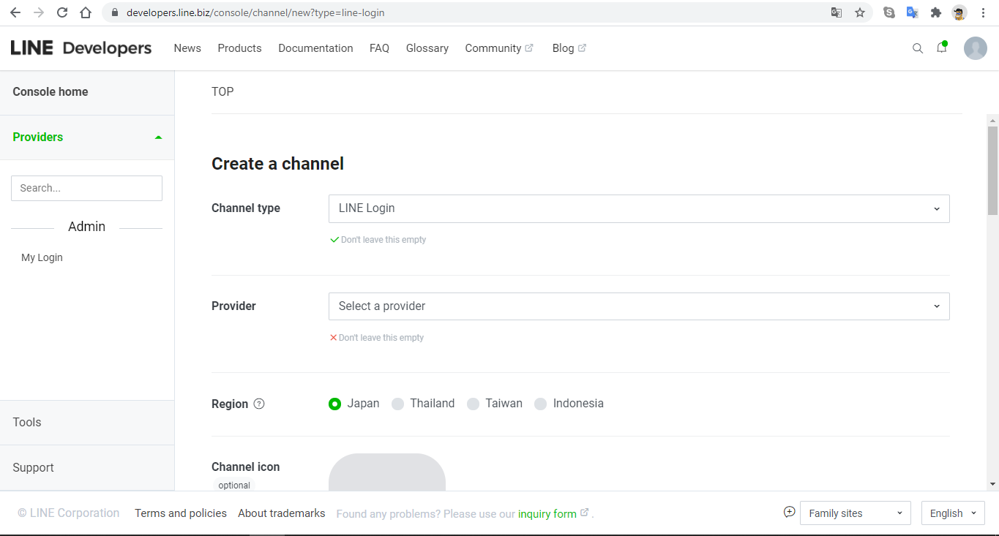 developers.line.biz/console/channel/new?type=line-login
LINE Developers News Products Documentation FAQ Glossary Community Blog
Console home
Providers
Search...
Admin
My Login
Tools
Support
TOP
Create a channel
Channel type LINE Login
Don't leave this empty
Provider Select a provider
Don't leave this empty
Region ? Japan Thailand Taiwan Indonesia
Channel icon
optional
© LINE Corporation Terms and policies About trademarks Found any problems? Please use our inquiry form . Family sites English